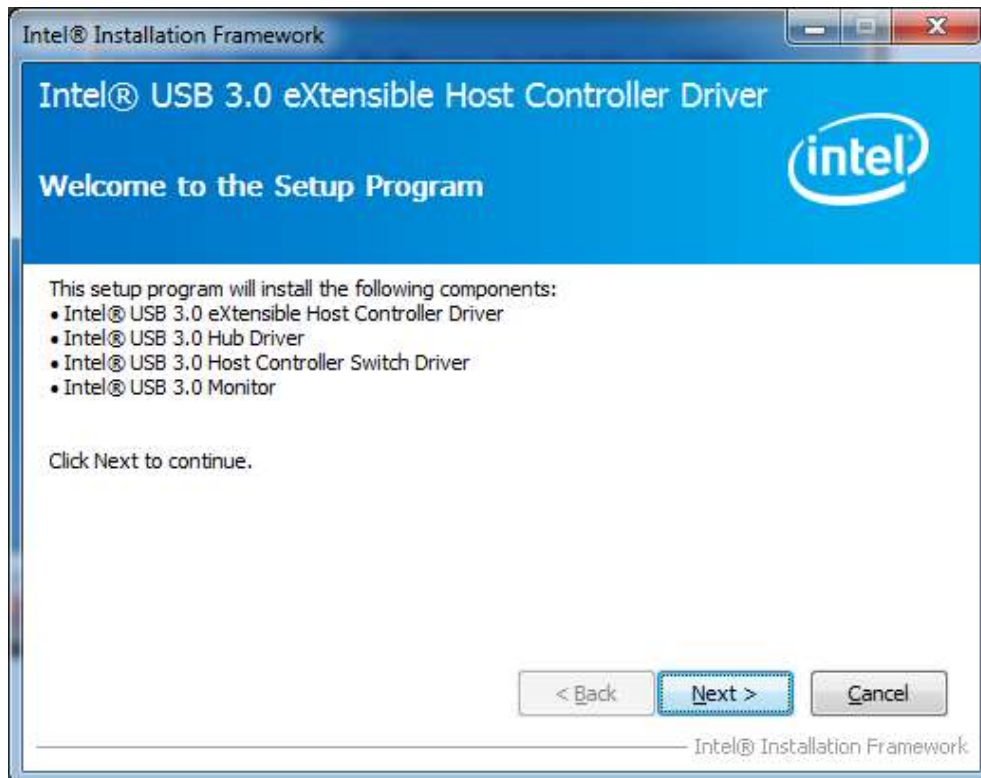 Intel® Installation Framework
Intel® USB 3.0 eXtensible Host Controller Driver
intel
Welcome to the Setup Program
This setup program will install the following components:
• Intel® USB 3.0 eXtensible Host Controller Driver
• Intel® USB 3.0 Hub Driver
• Intel® USB 3.0 Host Controller Switch Driver
• Intel® USB 3.0 Monitor
Click Next to continue.
< Back Next > Cancel
Intel® Installation Framework